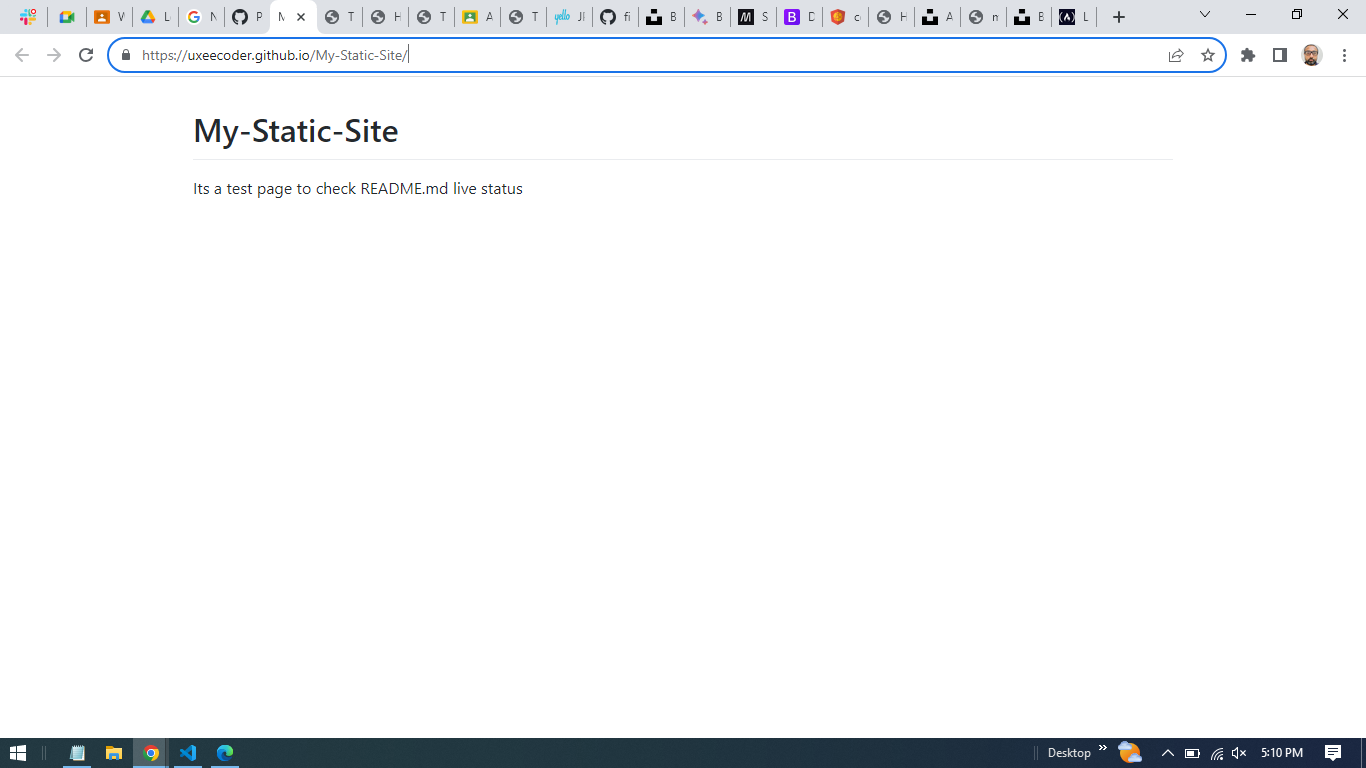 V
L
N
P
M
T
H
T
A
T
JI
fi
B
B
S
D
c
H
A
n
B
L
https://uxeecoder.github.io/My-Static-Site/
My-Static-Site
Its a test page to check README.md live status
Desktop
5:10 PM